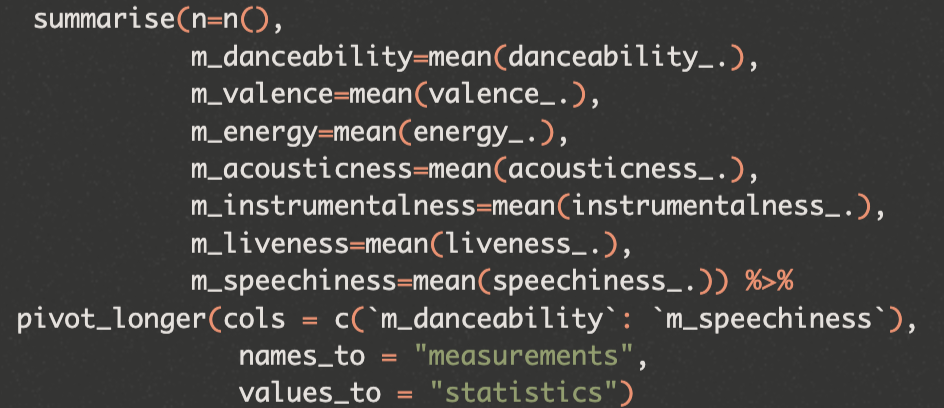 summarise(n=n(),
m_danceability=mean(danceability_.),
m_valence=mean(valence_.),
m_energy=mean(energy_.),
m_acousticness=mean(acousticness_.),
m_instrumentalness=mean(instrumentalness_.),
m_liveness=mean(liveness_.),
m_speechiness=mean(speechiness_.)) %>%
pivot_longer(cols = c(`m_danceability`: `m_speechiness`),
names_to = "measurements",
values_to = "statistics")